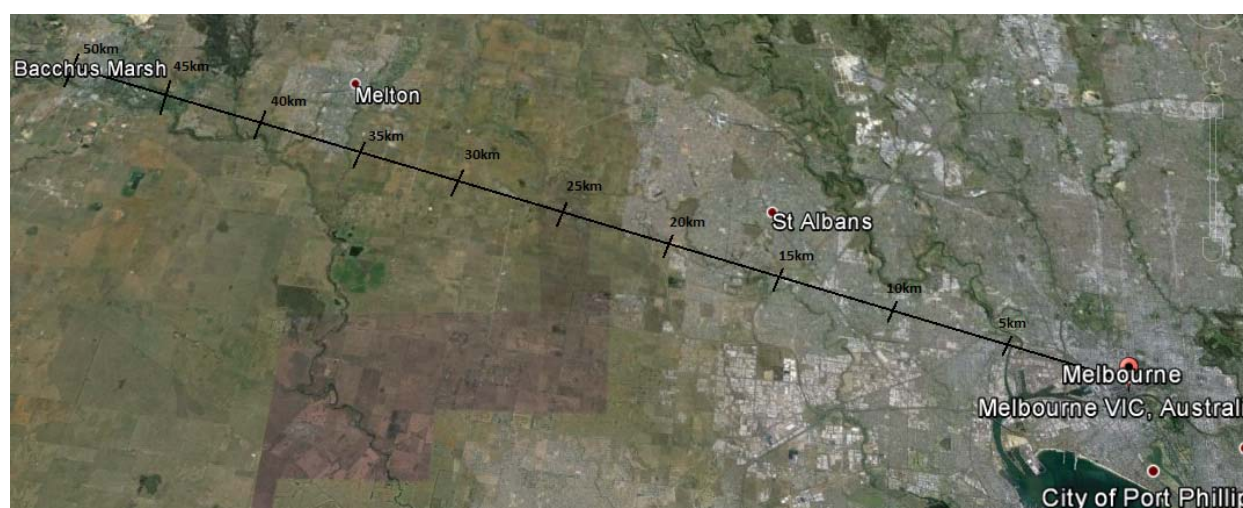 50km
Bacchus Marsh
45km
Melton
40km
35km
30km
25km
St Albans
20km
15km
10km
5km
Melbourne
Melbourne VIC, Australi
City of Port Phillip